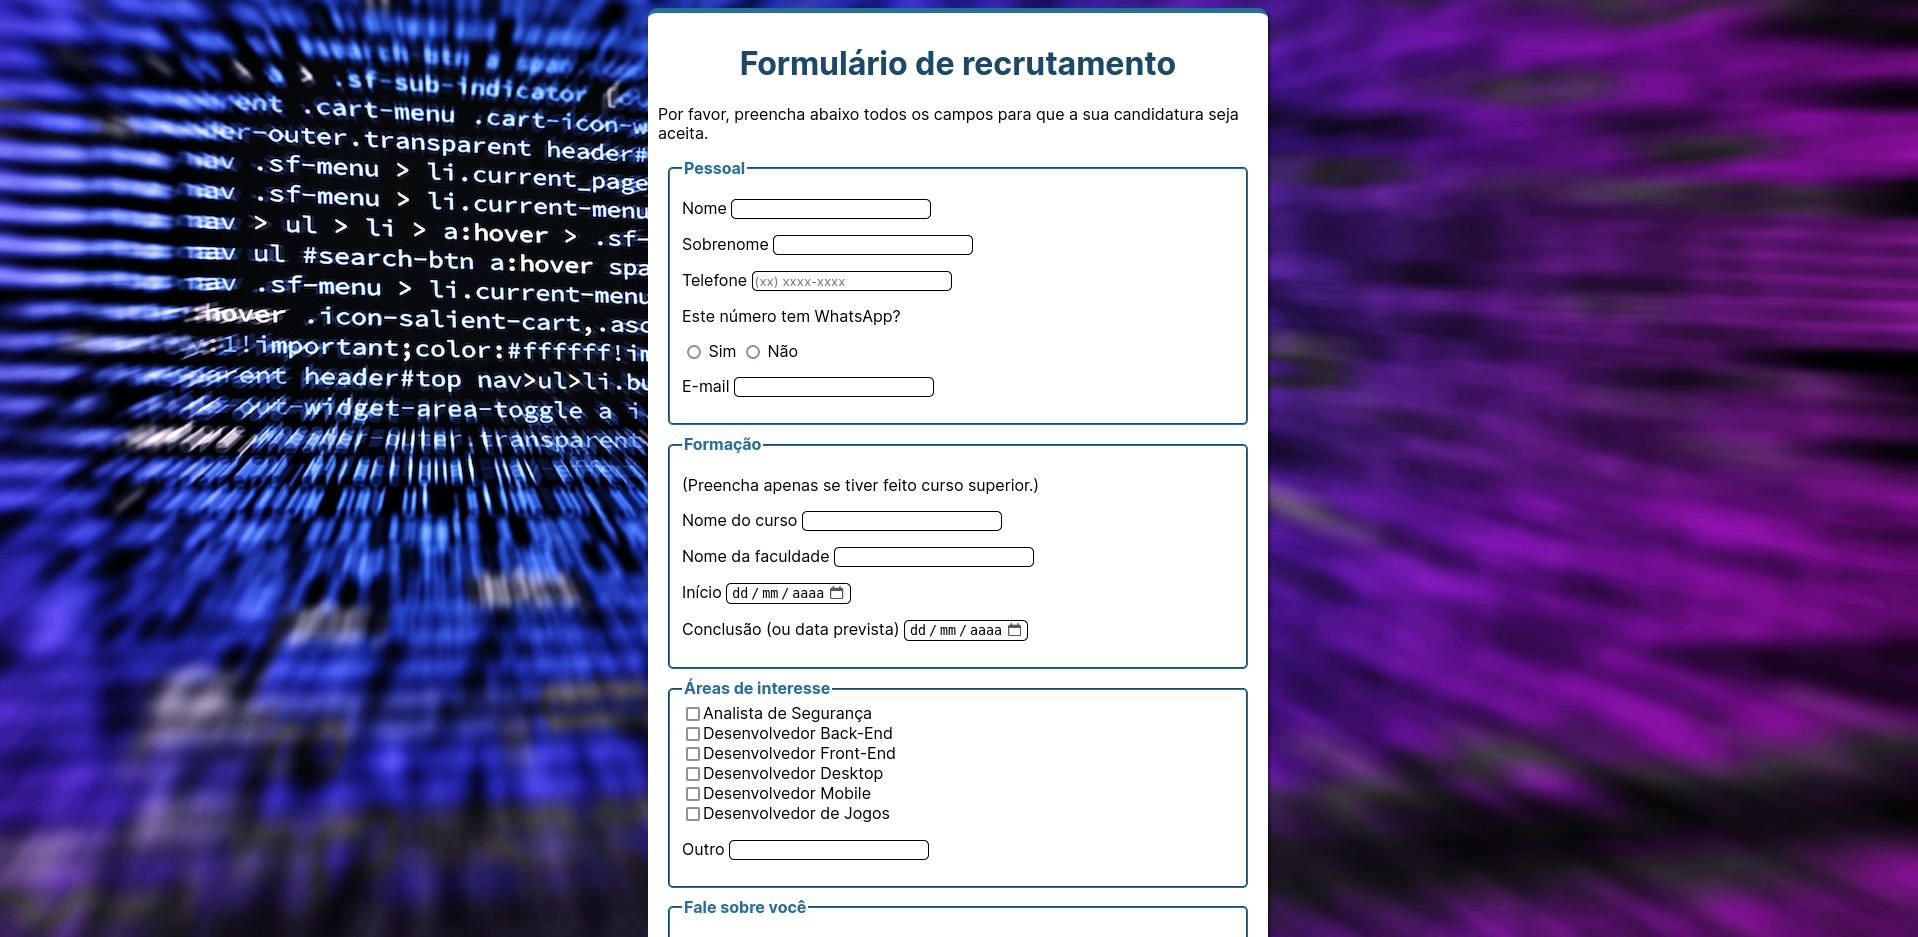 .sf-sub-indicator
.cart-menu .cart-icon-w
er-outer.transparent header#
nav .sf-menu > li.current_page
nav .sf-menu > li.current-menu
nav > ul > li > a:hover > .sf-
nav ul #search-btn a:hover spa
nav .sf-menu > li.current-menu
hover .icon-salient-cart,.asc
!important;color:#ffffff!im
parent header#top nav>ul>li.bu
out-widget-area-toggle a i
header-outer.transparent
Formulário de recrutamento
Por favor, preencha abaixo todos os campos para que a sua candidatura seja
aceita.
Pessoal
Nome
Sobrenome
Telefone (xx) xxxx-xxxx
Este número tem WhatsApp?
Sim Não
E-mail
Formação
(Preencha apenas se tiver feito curso superior.)
Nome do curso
Nome da faculdade
Início dd/mm/aaaa
Conclusão (ou data prevista) dd/mm/aaaa
Áreas de interesse
Analista de Segurança
Desenvolvedor Back-End
Desenvolvedor Front-End
Desenvolvedor Desktop
Desenvolvedor Mobile
Desenvolvedor de Jogos
Outro
Fale sobre você